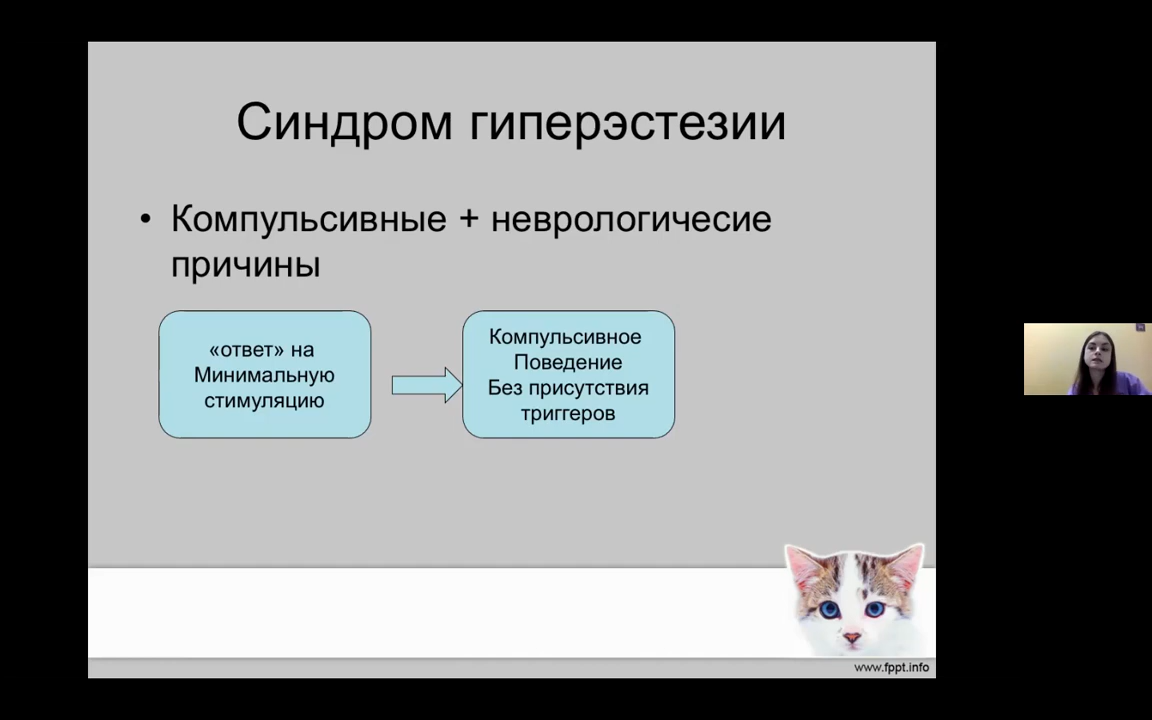 Синдром гиперэстезии
• Компульсивные + неврологичесие
причины
«ответ» на
Минимальную
стимуляцию
Компульсивное
Поведение
Без присутствия
триггеров
www.fppt.info